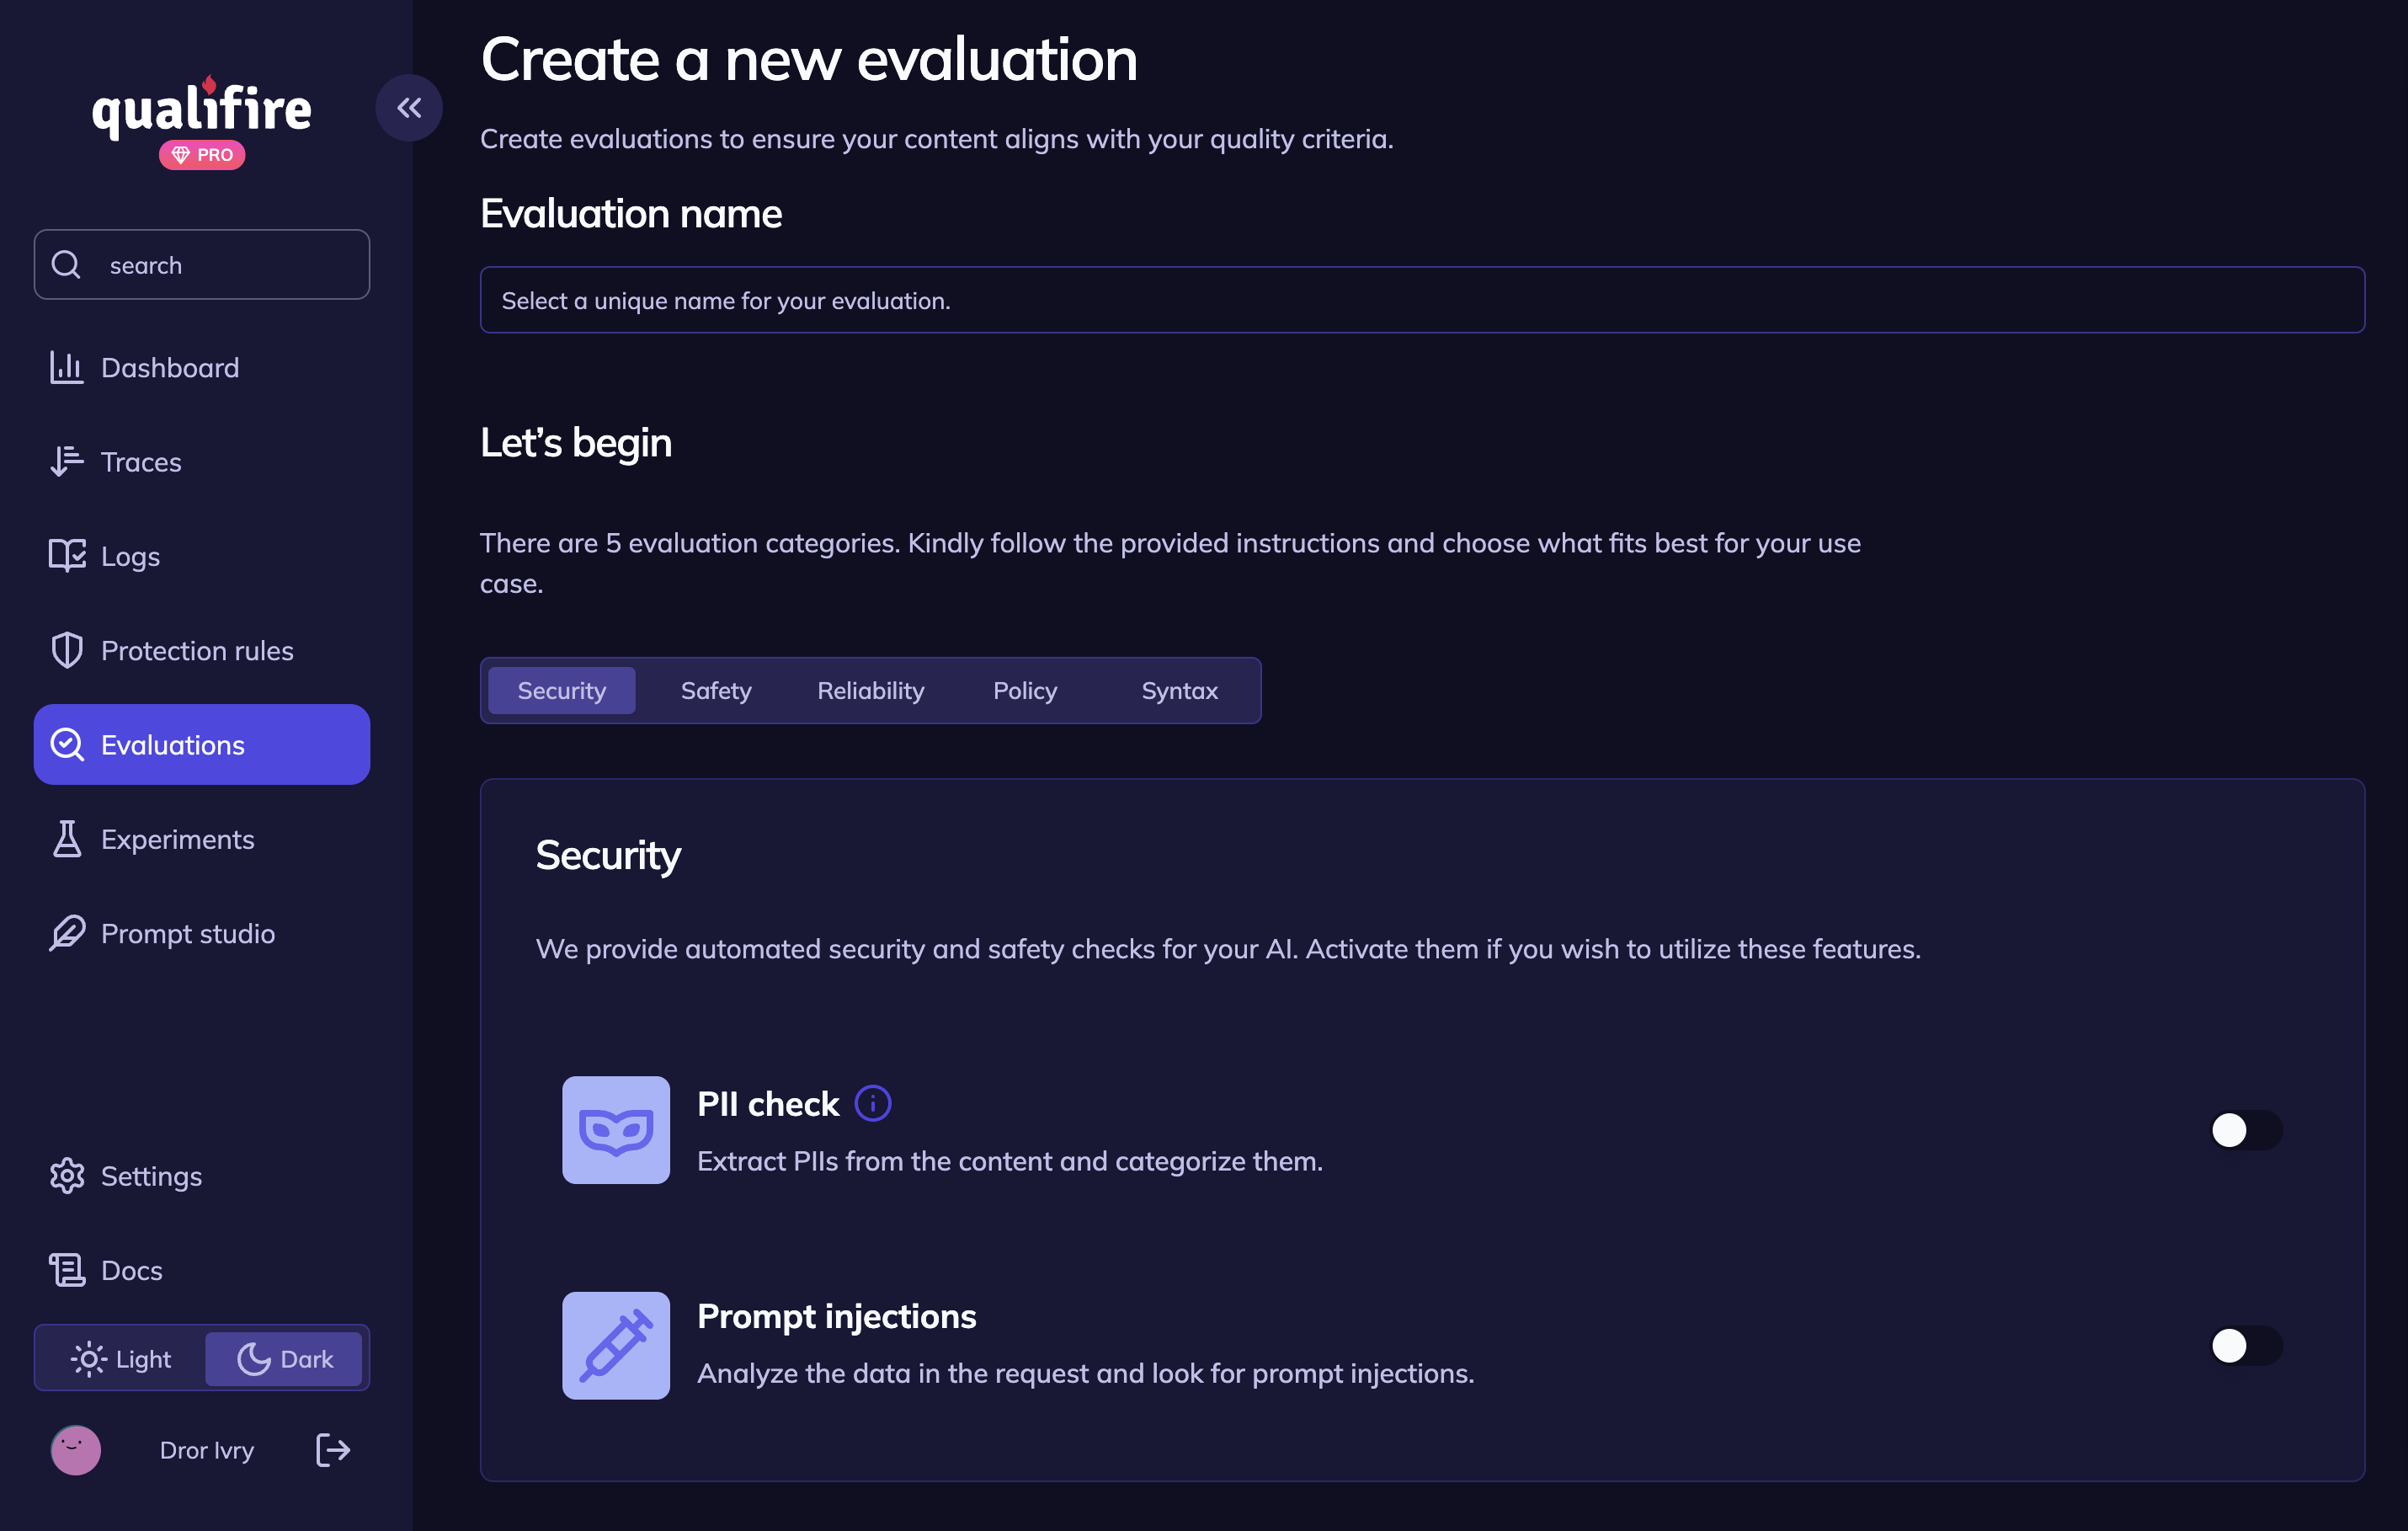 qualifire
PRO
search
Dashboard
Traces
Logs
Protection rules
Evaluations
Experiments
Prompt studio
Settings
Docs
Light
Dark
Dror Ivry
Create a new evaluation
Create evaluations to ensure your content aligns with your quality criteria.
Evaluation name
Select a unique name for your evaluation.
Let’s begin
There are 5 evaluation categories. Kindly follow the provided instructions and choose what fits best for your use
case.
Security
Safety
Reliability
Policy
Syntax
Security
We provide automated security and safety checks for your AI. Activate them if you wish to utilize these features.
PII check
Extract PIIs from the content and categorize them.
Prompt injections
Analyze the data in the request and look for prompt injections.